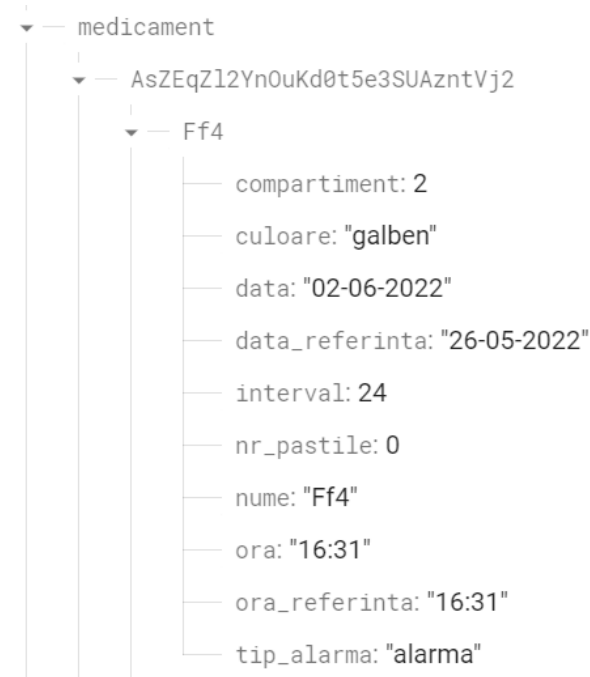 medicament
AsZEqZl2YnOuKd0t5e3SUAzntVj2
Ff4
compartiment: 2
culoare: "galben"
data: "02-06-2022"
data_referinta: "26-05-2022"
interval: 24
nr_pastile: 0
nume: "Ff4"
ora: "16:31"
ora_referinta: "16:31"
tip_alarma: "alarma"